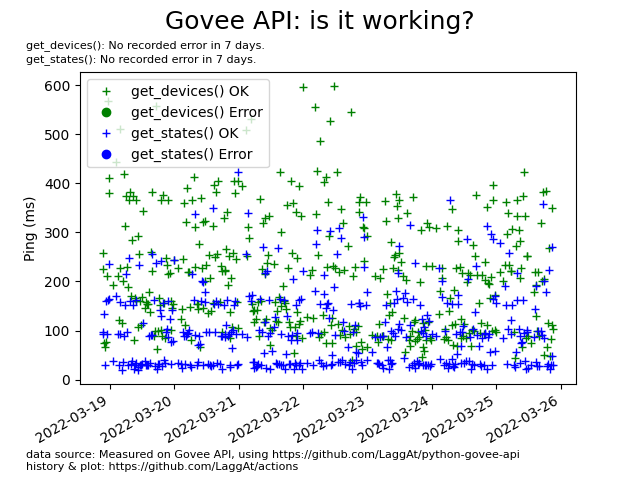 Govee API: is it working?
get_devices(): No recorded error in 7 days.
get_states(): No recorded error in 7 days.
get_devices() OK
get_devices() Error
get_states() OK
get_states() Error
Ping (ms)
600
500
400
300
200
100
0
2022-03-19
2022-03-20
2022-03-21
2022-03-22
2022-03-23
2022-03-24
2022-03-25
2022-03-26
data source: Measured on Govee API, using https://github.com/LaggAt/python-govee-api
history & plot: https://github.com/LaggAt/actions